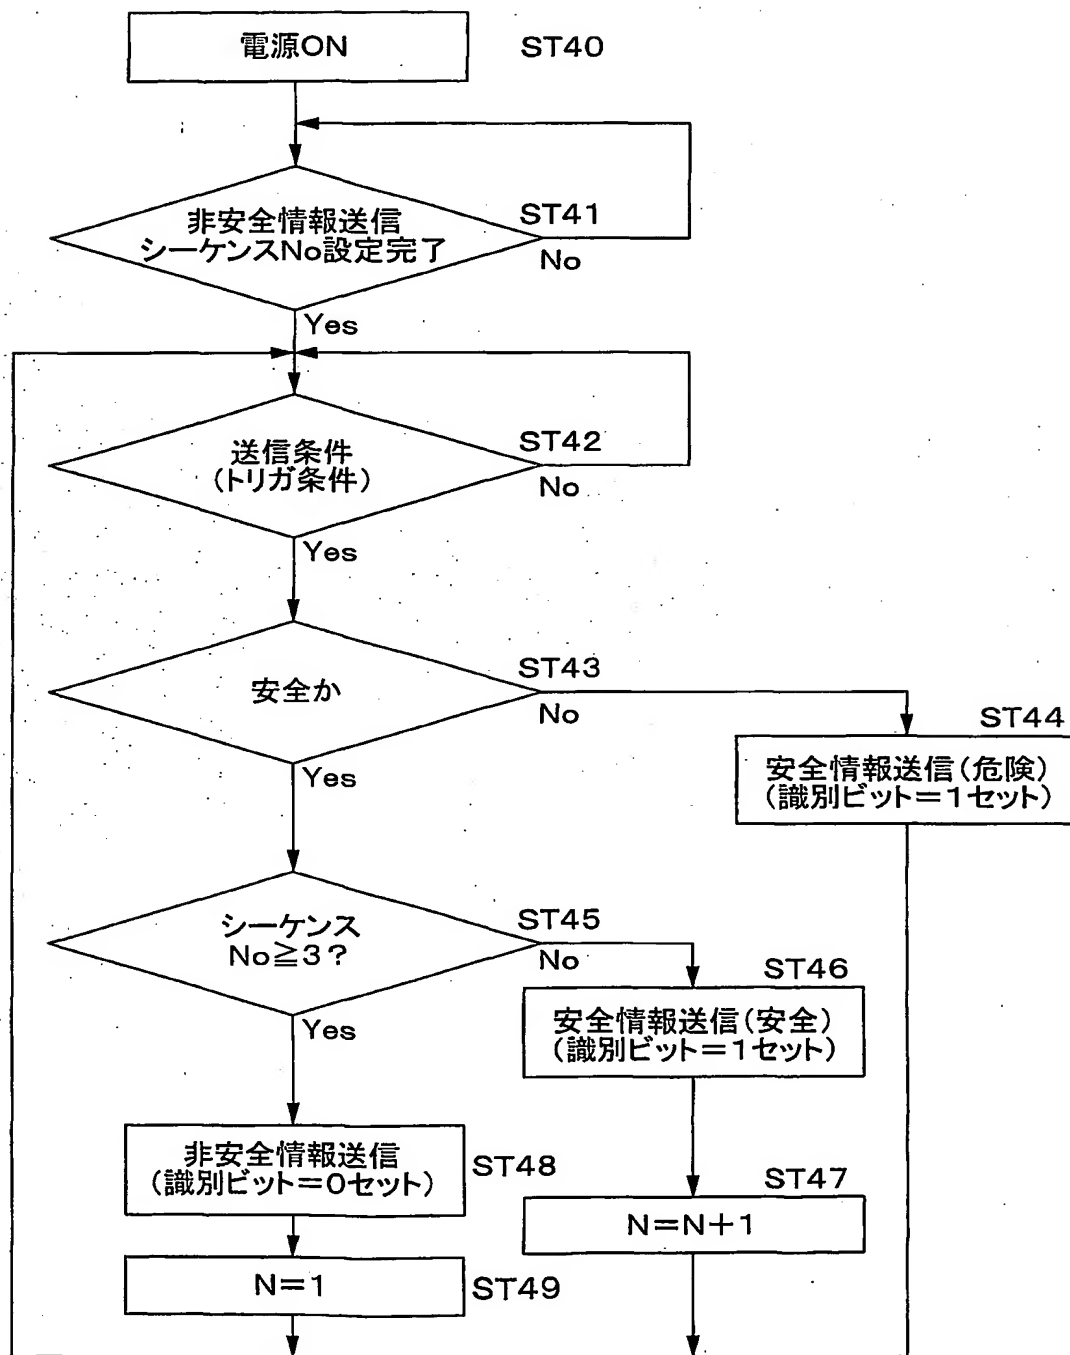 電源ON
ST40
非安全情報送信
シーケンスNo設定完了
ST41
No
Yes
送信条件
(トリガ条件)
ST42
No
Yes
安全か
ST43
No
Yes
ST44
安全情報送信(危険)
(識別ビット=1セット)
シーケンス
No≧3?
ST45
No
Yes
ST46
安全情報送信(安全)
(識別ビット=1セット)
非安全情報送信
(識別ビット=0セット)
ST48
ST47
N=N+1
N=1
ST49